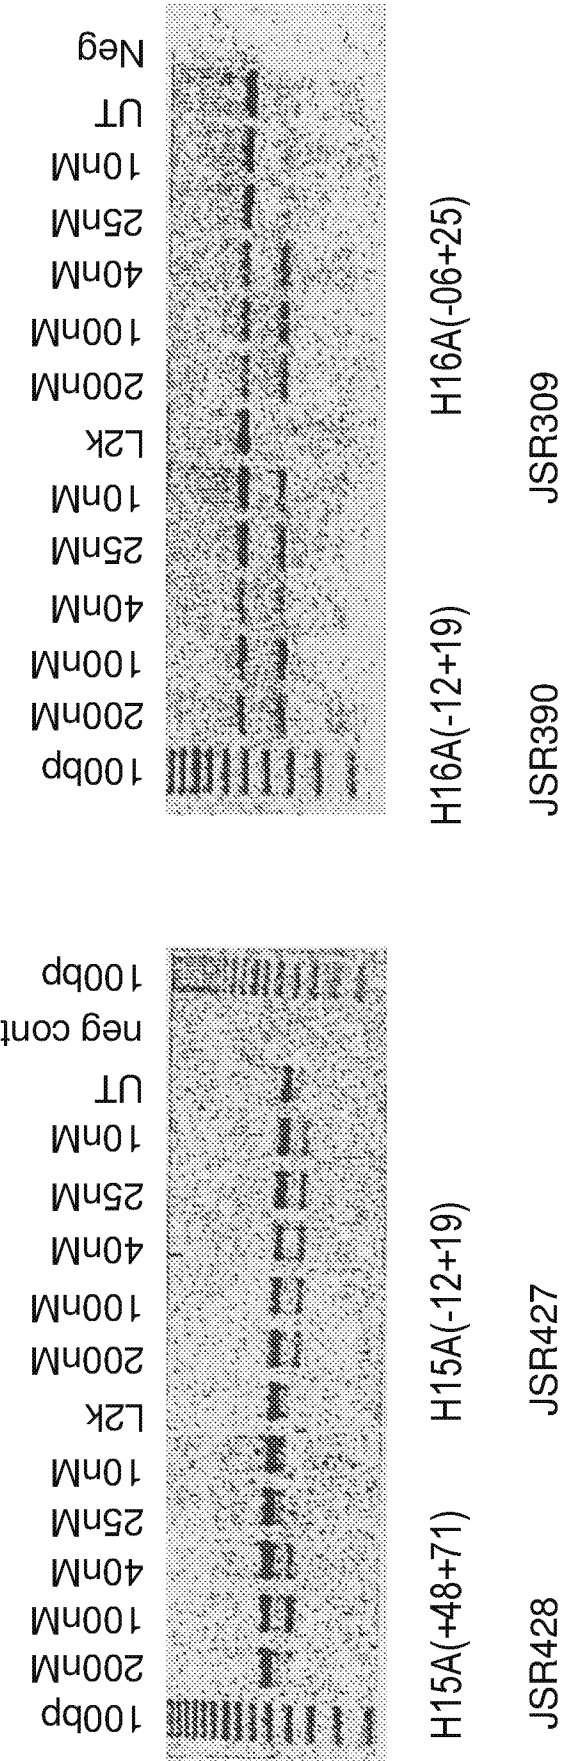 Neg
UT
10nM
25nM
40nM
100nM
200nM
L2k
10nM
25nM
40nM
100nM
200nM
100bp
H16A(-06+25)
H16A(-12+19)
JSR309
JSR390
100bp
neg cont
UT
10nM
25nM
40nM
100nM
200nM
L2k
10nM
25nM
40nM
100nM
200nM
100bp
H15A(-12+19)
H15A(+48+71)
JSR427
JSR428